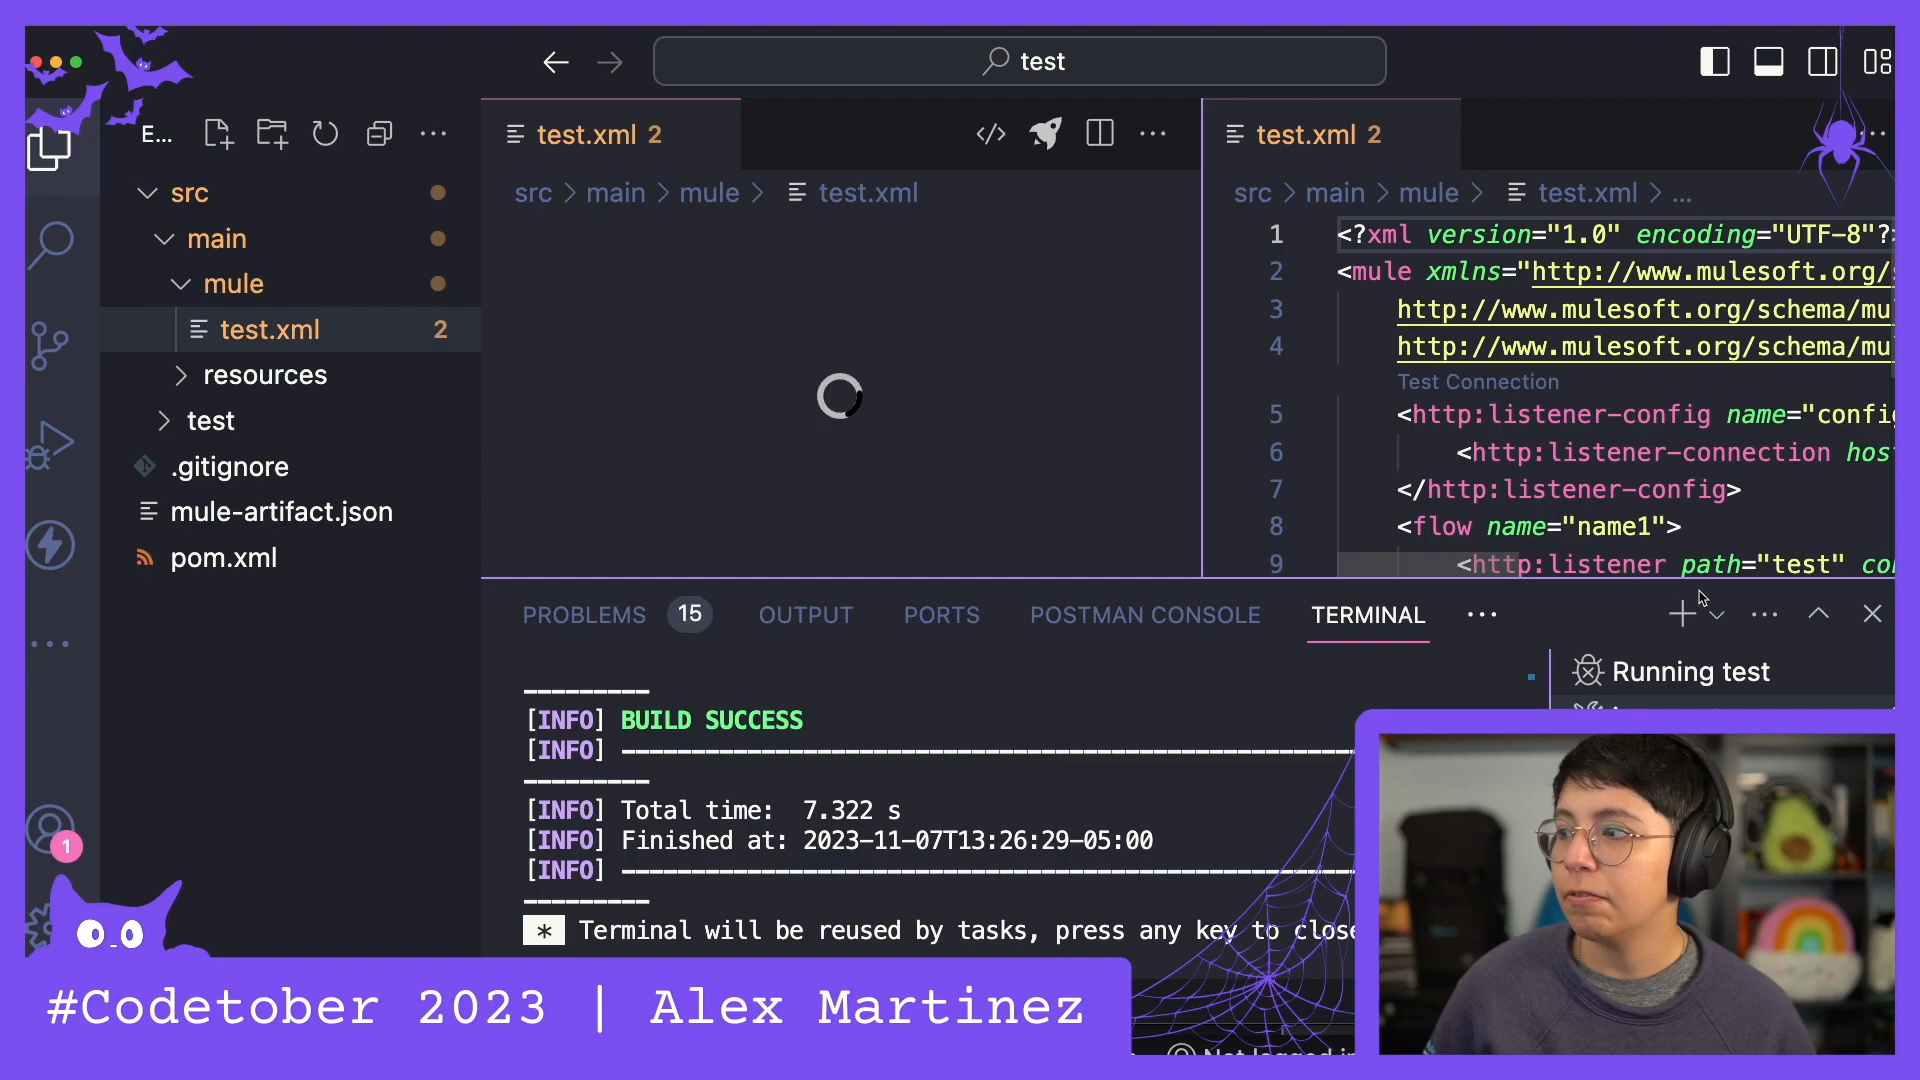 test
E...
src
main
mule
test.xml 2
resources
test
.gitignore
mule-artifact.json
pom.xml
1
test.xml 2
src > main > mule > test.xml
test.xml 2
src > main > mule > test.xml > ...
1 <?xml version="1.0" encoding="UTF-8"?>
2 <mule xmlns="http://www.mulesoft.org/
3 http://www.mulesoft.org/schema/mu
4 http://www.mulesoft.org/schema/mu
Test Connection
5 <http:listener-config name="config
6 <http:listener-connection hos
7 </http:listener-config>
8 <flow name="name1">
9 <http:listener path="test" co
PROBLEMS 15 OUTPUT PORTS POSTMAN CONSOLE TERMINAL
Running test
[INFO] BUILD SUCCESS
[INFO] ----------------------------------------------------
---------
[INFO] Total time:  7.322 s
[INFO] Finished at: 2023-11-07T13:26:29-05:00
[INFO] ----------------------------------------------------
---------
* Terminal will be reused by tasks, press any key to close
#Codetober 2023 | Alex Martinez